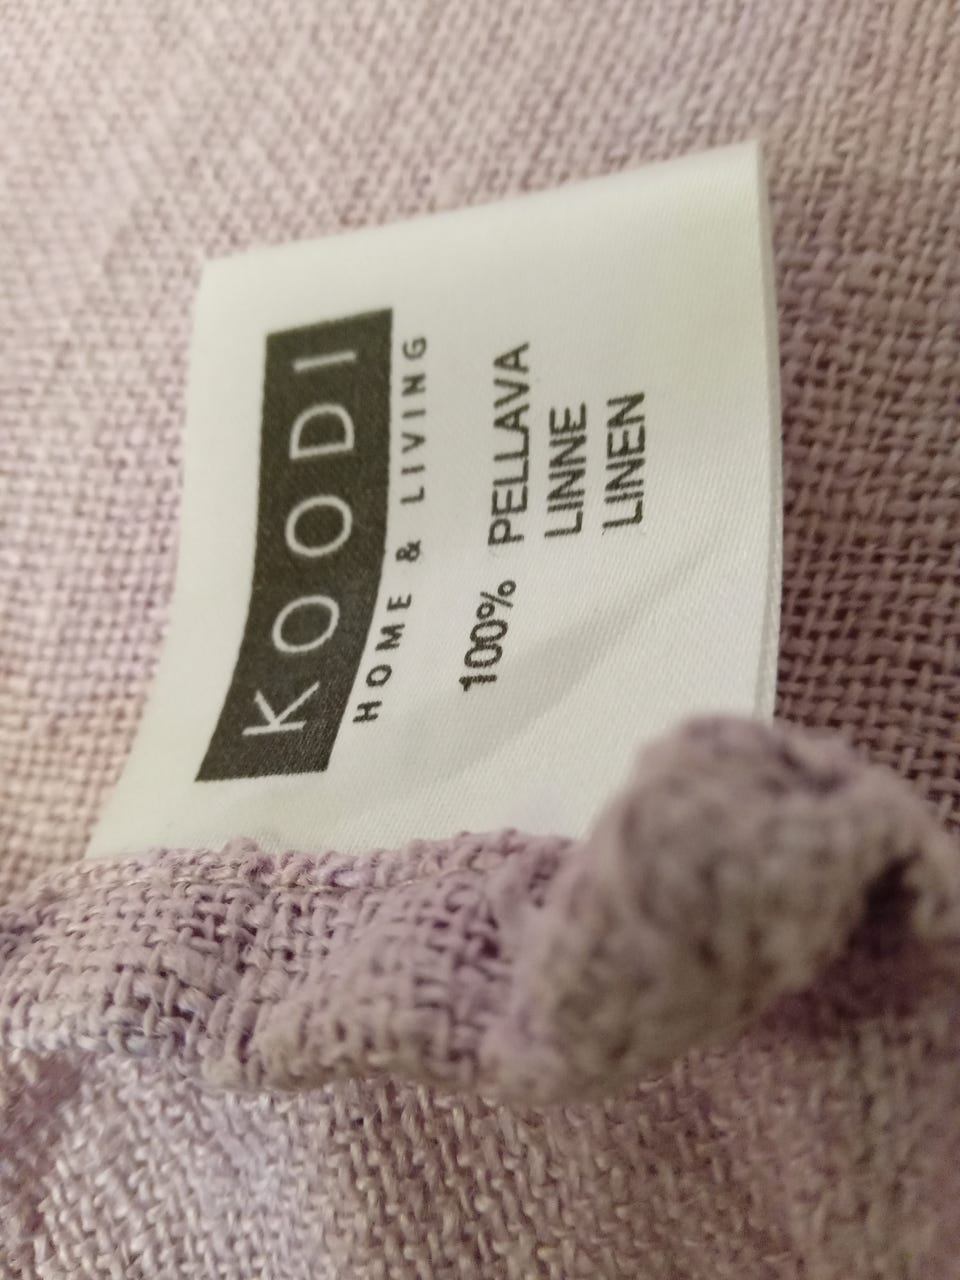 KOODI
HOME & LIVING
100% PELLAVA
LINNE
LINEN